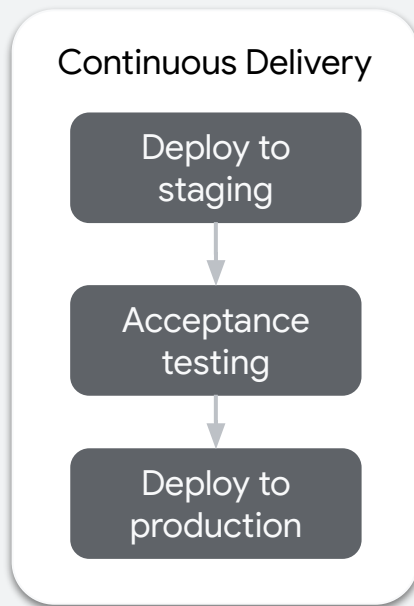 Continuous Delivery
Deploy to
staging
Acceptance
testing
Deploy to
production